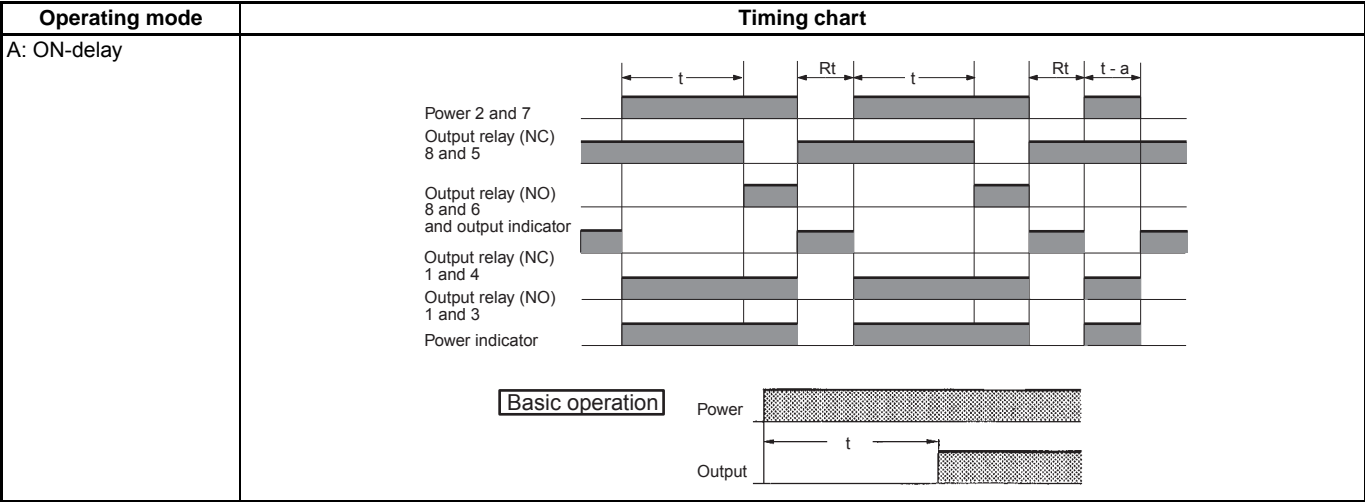 Operating mode
Timing chart
A: ON-delay
t
Rt
t
Rt
t - a
Power 2 and 7
Output relay (NC)
8 and 5
Output relay (NO)
8 and 6
and output indicator
Output relay (NC)
1 and 4
Output relay (NO)
1 and 3
Power indicator
Basic operation
Power
t
Output